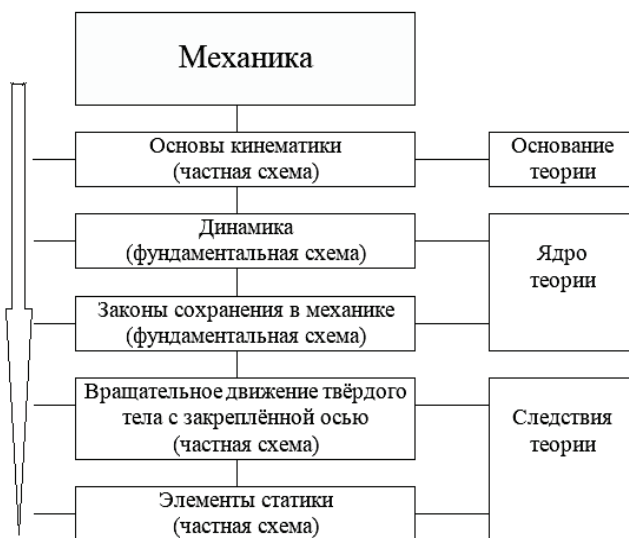 Механика
Основы кинематики
(частная схема)
Основание
теории
Динамика
(фундаментальная схема)
Законы сохранения в механике
(фундаментальная схема)
Ядро
теории
Вращательное движение твёрдого
тела с закреплённой осью
(частная схема)
Элементы статики
(частная схема)
Следствия
теории